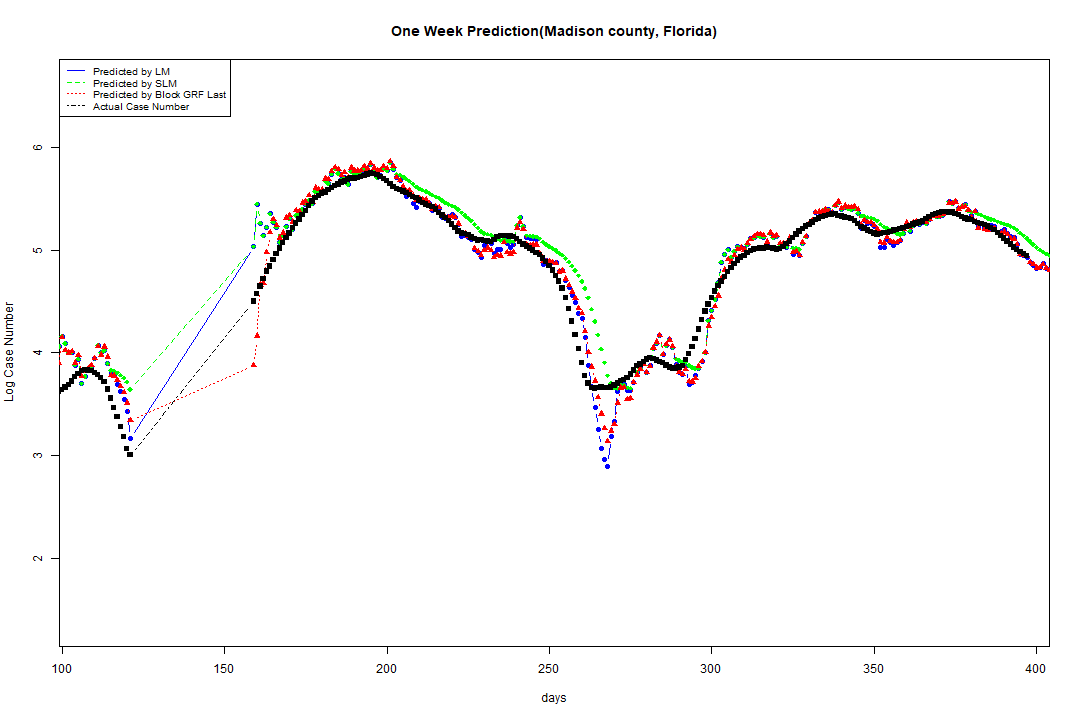 One Week Prediction(Madison county, Florida)
Predicted by LM
Predicted by SLM
Predicted by Block GRF Last
Actual Case Number
6
5
4
3
2
Log Case Number
100 150 200 250 300 350 400
days